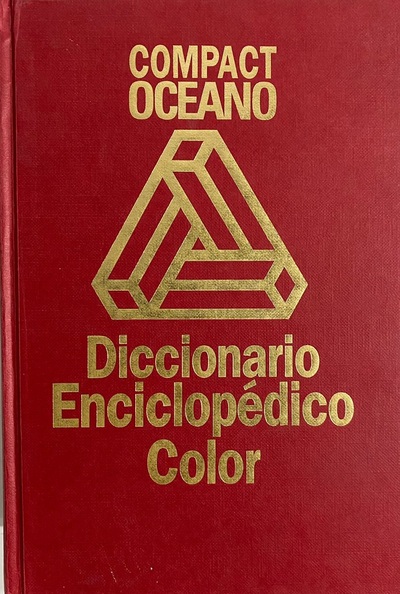 COMPACT
OCEANO
Diccionario
Enciclopédico
Color